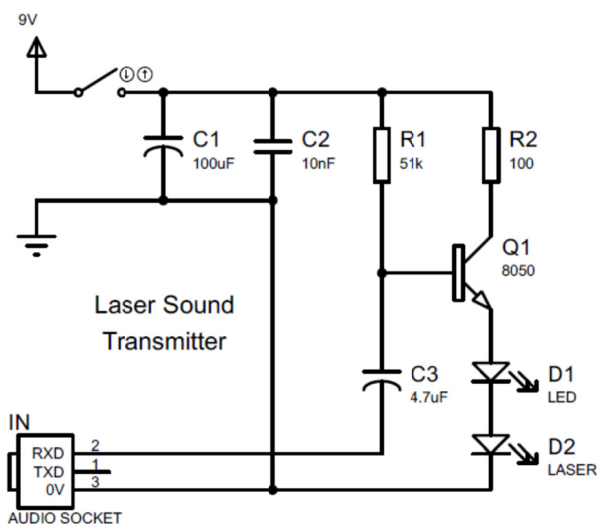 9V
C1
100uF
C2
10nF
R1
51k
R2
100
Q1
8050
Laser Sound
Transmitter
C3
4.7uF
D1
LED
D2
LASER
IN
RXD 2
TXD 1
0V 3
AUDIO SOCKET